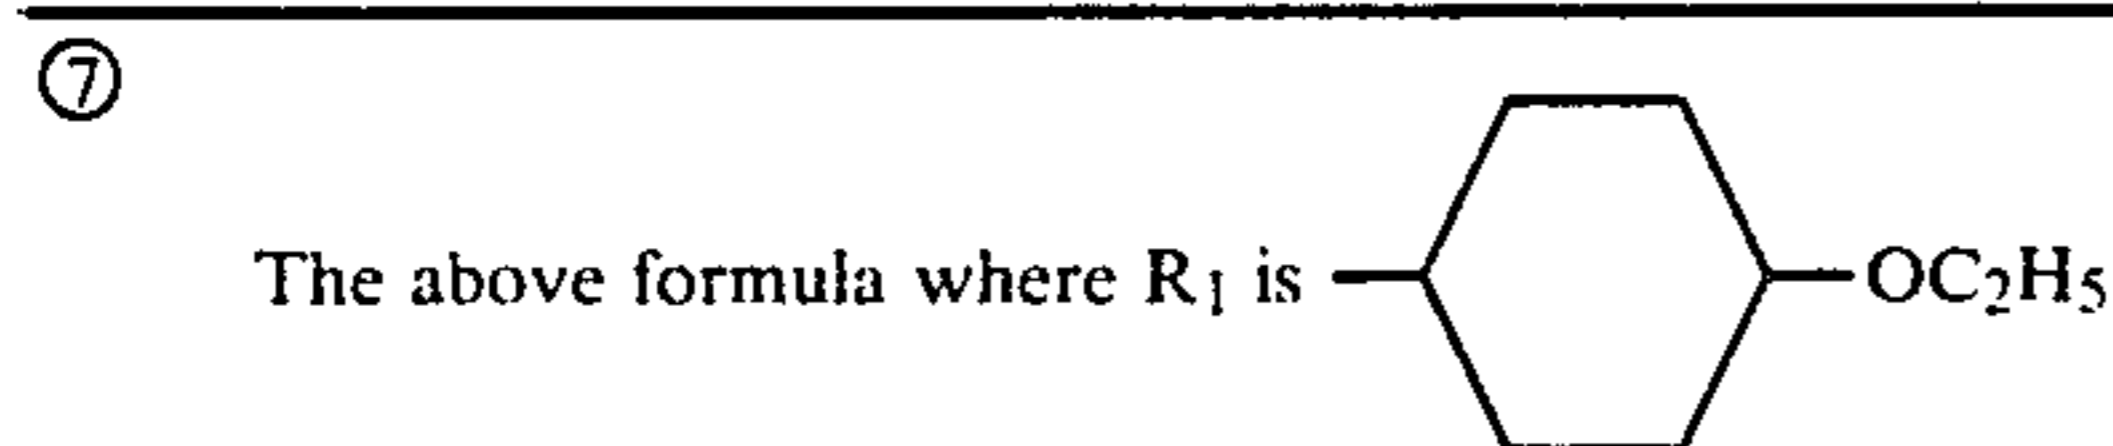 ⑦
The above formula where R₁ is OC₂H₅